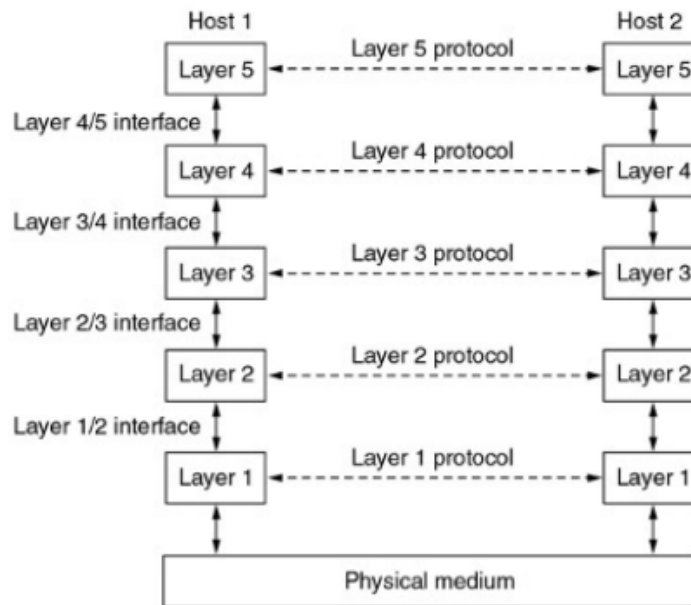 Host 1 Host 2
Layer 5 protocol
Layer 5 Layer 5
Layer 4/5 interface
Layer 4 protocol
Layer 4 Layer 4
Layer 3/4 interface
Layer 3 protocol
Layer 3 Layer 3
Layer 2/3 interface
Layer 2 protocol
Layer 2 Layer 2
Layer 1/2 interface
Layer 1 protocol
Layer 1 Layer 1
Physical medium